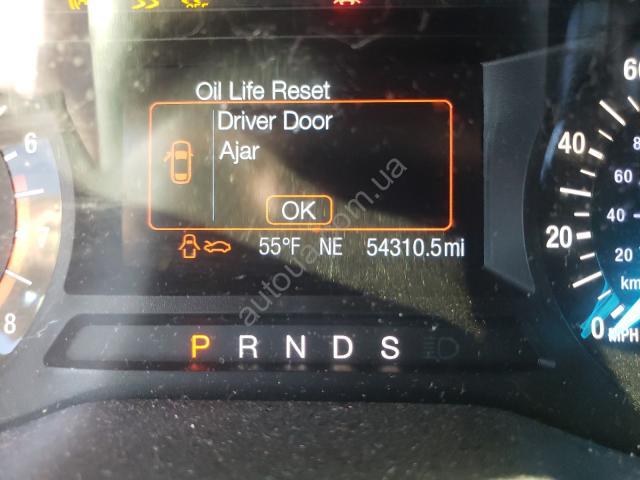 Oil Life Reset
Driver Door
Ajar
OK
55°F NE 54310.5mi
P R N D S
6
8
60
40
20
0
MPH
8
60
40
20
km/
autoua.com.ua